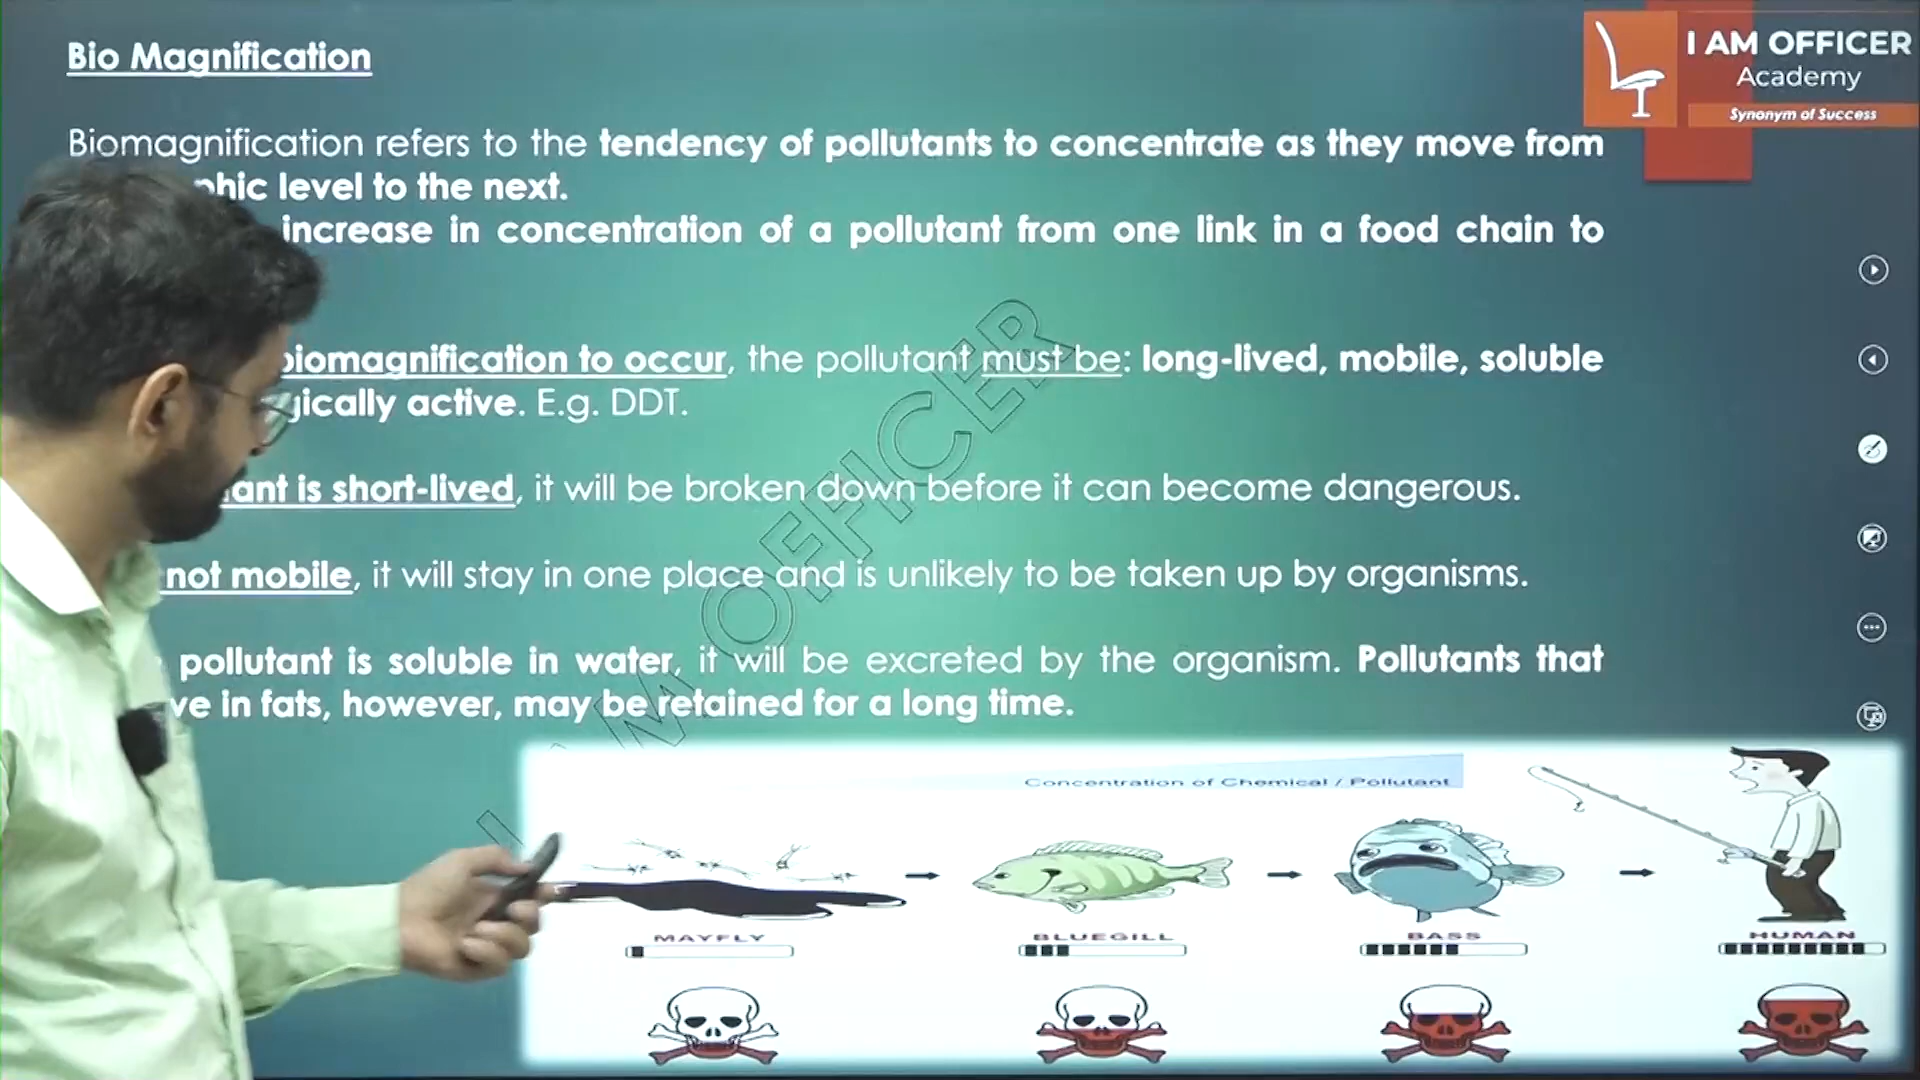 Bio Magnification
I AM OFFICER
Academy
Synonym of Success
Biomagnification refers to the tendency of pollutants to concentrate as they move from
phic level to the next.
increase in concentration of a pollutant from one link in a food chain to
biomagnification to occur, the pollutant must be: long-lived, mobile, soluble
gically active. E.g. DDT.
ant is short-lived, it will be broken down before it can become dangerous.
not mobile, it will stay in one place and is unlikely to be taken up by organisms.
pollutant is soluble in water, it will be excreted by the organism. Pollutants that
ve in fats, however, may be retained for a long time.
I AM OFFICER
Concentration of Chemical / Pollutant
MAYFLY BLUEGILL BASS HUMAN